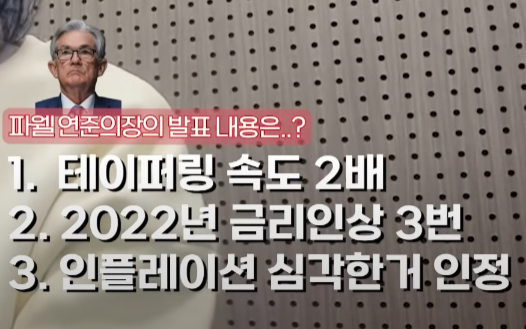 파웰 연준의장의 발표 내용은..?
1. 테이퍼링 속도 2배
2. 2022년 금리인상 3번
3. 인플레이션 심각한거 인정